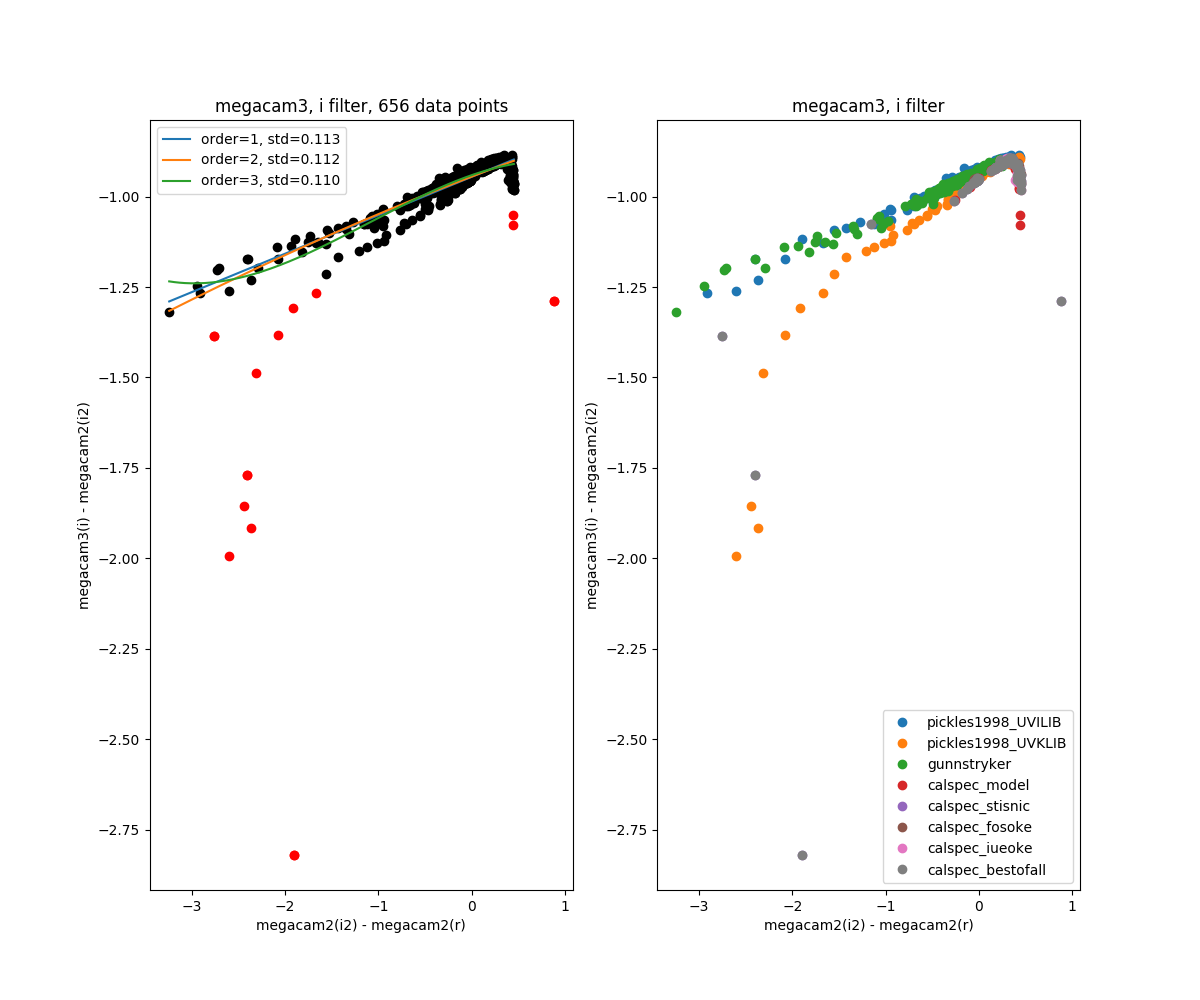 megacam3, i filter, 656 data points
order=1, std=0.113
order=2, std=0.112
order=3, std=0.110
−1.00
−1.25
−1.50
−1.75
−2.00
−2.25
−2.50
−2.75
megacam3(i) - megacam2(i2)
−3
−2
−1
0
1
megacam2(i2) - megacam2(r)
megacam3, i filter
−1.00
−1.25
−1.50
−1.75
−2.00
−2.25
−2.50
−2.75
megacam3(i) - megacam2(i2)
pickles1998_UVILIB
pickles1998_UVKLIB
gunnstryker
calspec_model
calspec_stisnic
calspec_fosoke
calspec_iueoke
calspec_bestofall
−3
−2
−1
0
1
megacam2(i2) - megacam2(r)